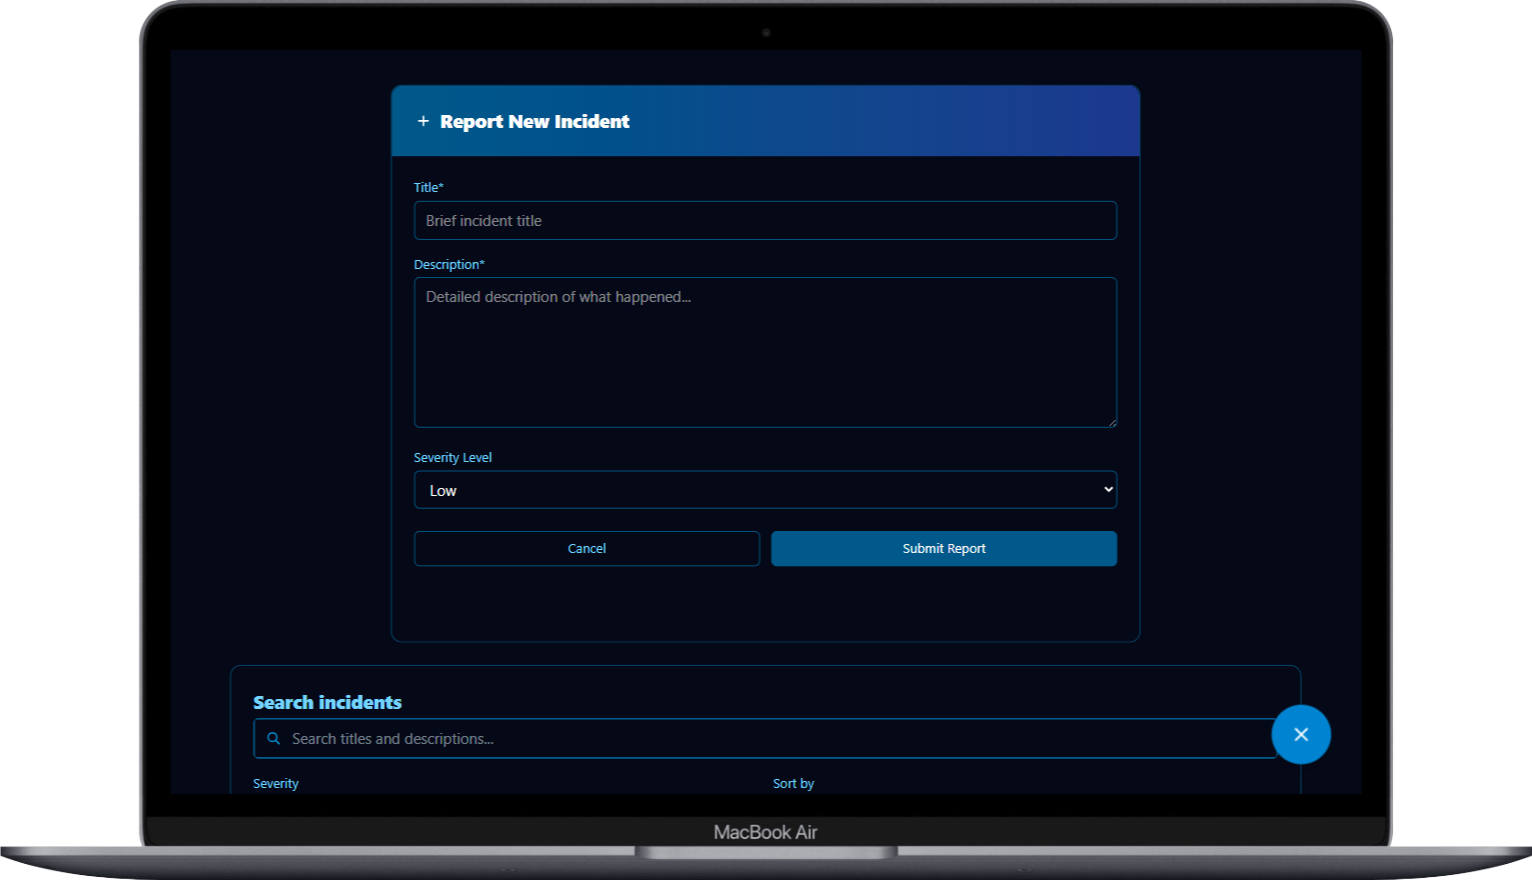 + Report New Incident
Title*
Brief incident title
Description*
Detailed description of what happened...
Severity Level
Low
Cancel
Submit Report
Search incidents
Search titles and descriptions...
Severity
Sort by
MacBook Air